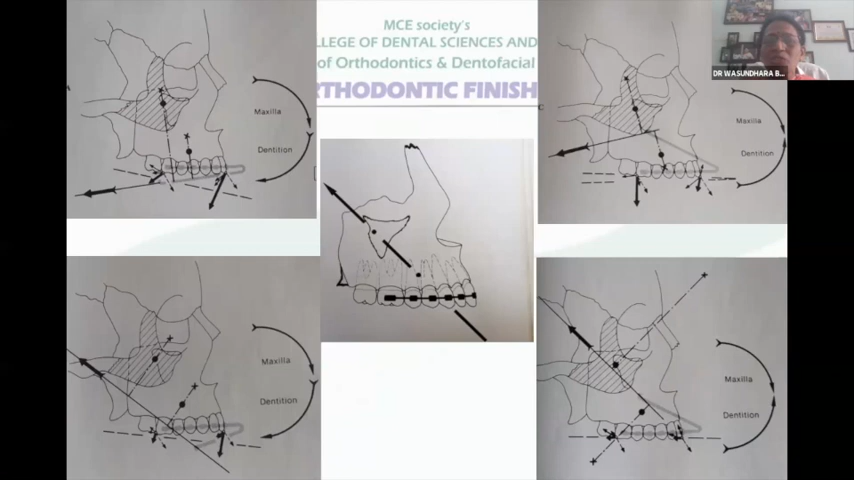 MCE society's
LLEGE OF DENTAL SCIENCES AND
of Orthodontics & Dentofacial
RTHODONTIC FINISH
DR WASUNDHARA B...
Maxilla
Dentition
Maxilla
Dentition
Maxilla
Dentition
Maxilla
Dentition